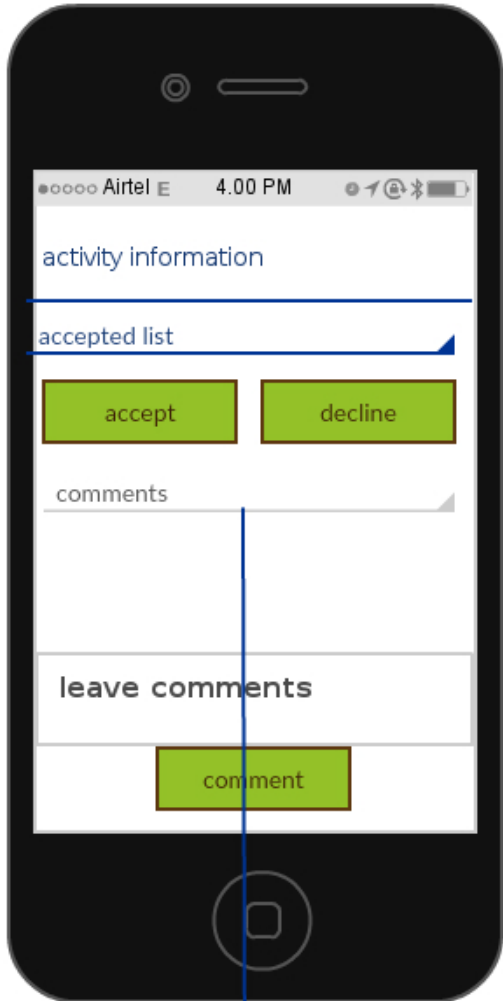 Airtel E 4.00 PM
activity information
accepted list
accept decline
comments
leave comments
comment